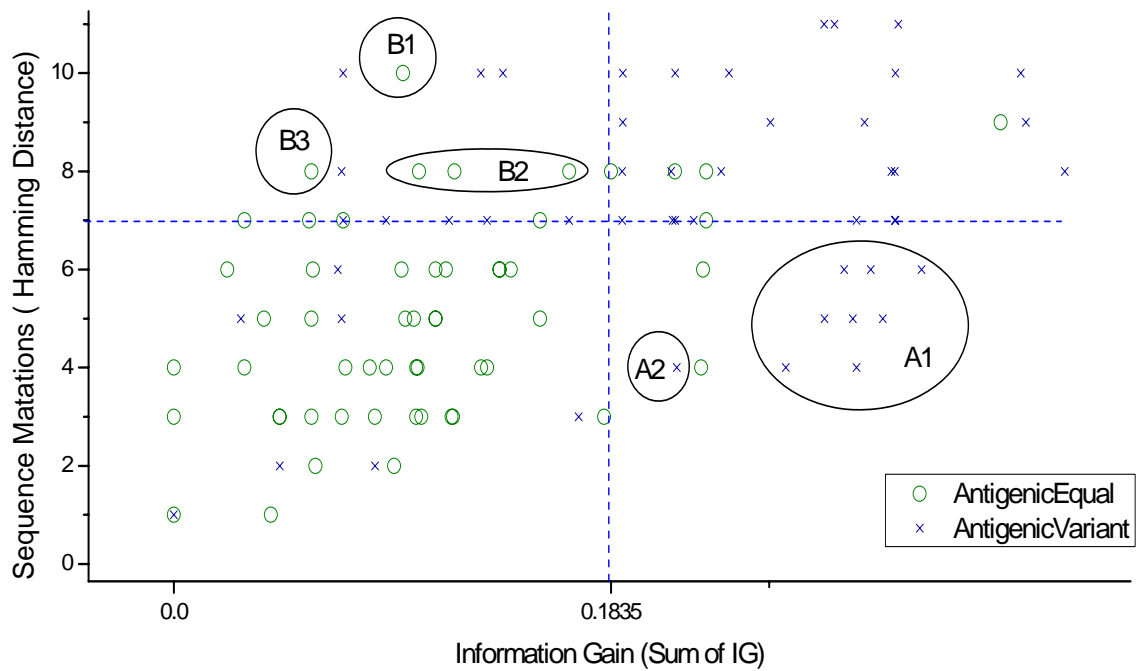 Sequence Matations ( Hamming Distance)
10
8
6
4
2
0
B1
B3
B2
A2
A1
AntigenicEqual
AntigenicVariant
0.0
0.1835
Information Gain (Sum of IG)